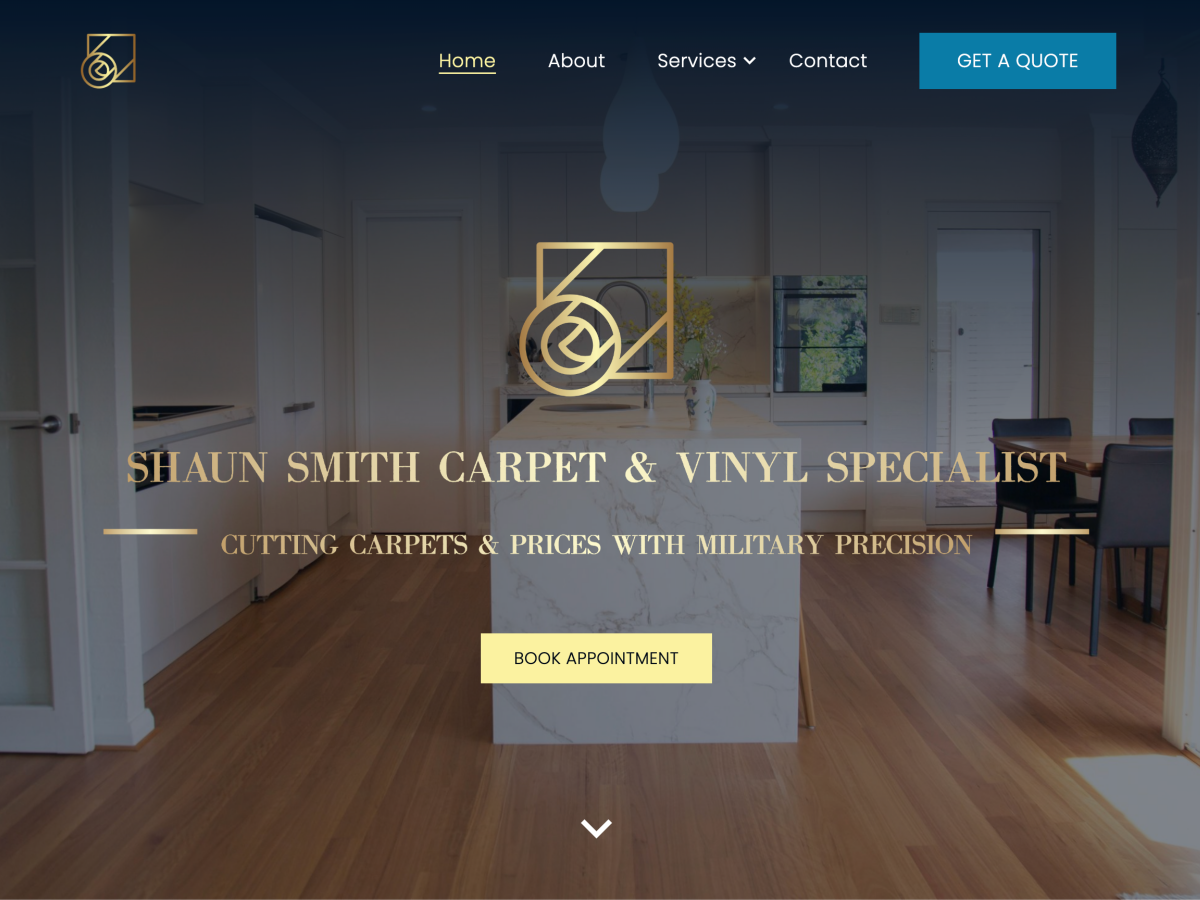 Home About Services Contact GET A QUOTE
SHAUN SMITH CARPET & VINYL SPECIALIST
CUTTING CARPETS & PRICES WITH MILITARY PRECISION
BOOK APPOINTMENT